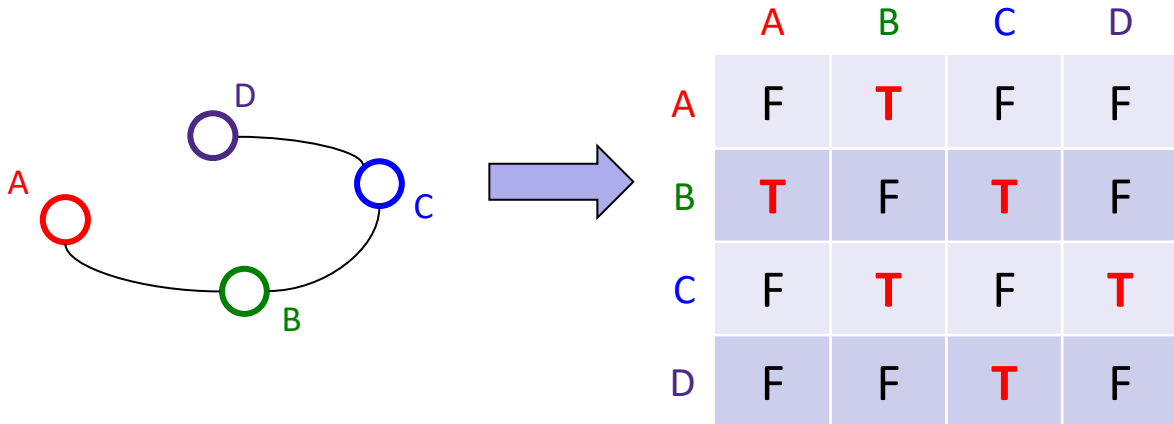 D
A
C
B
A B C D
A F T F F
B T F T F
C F T F T
D F F T F